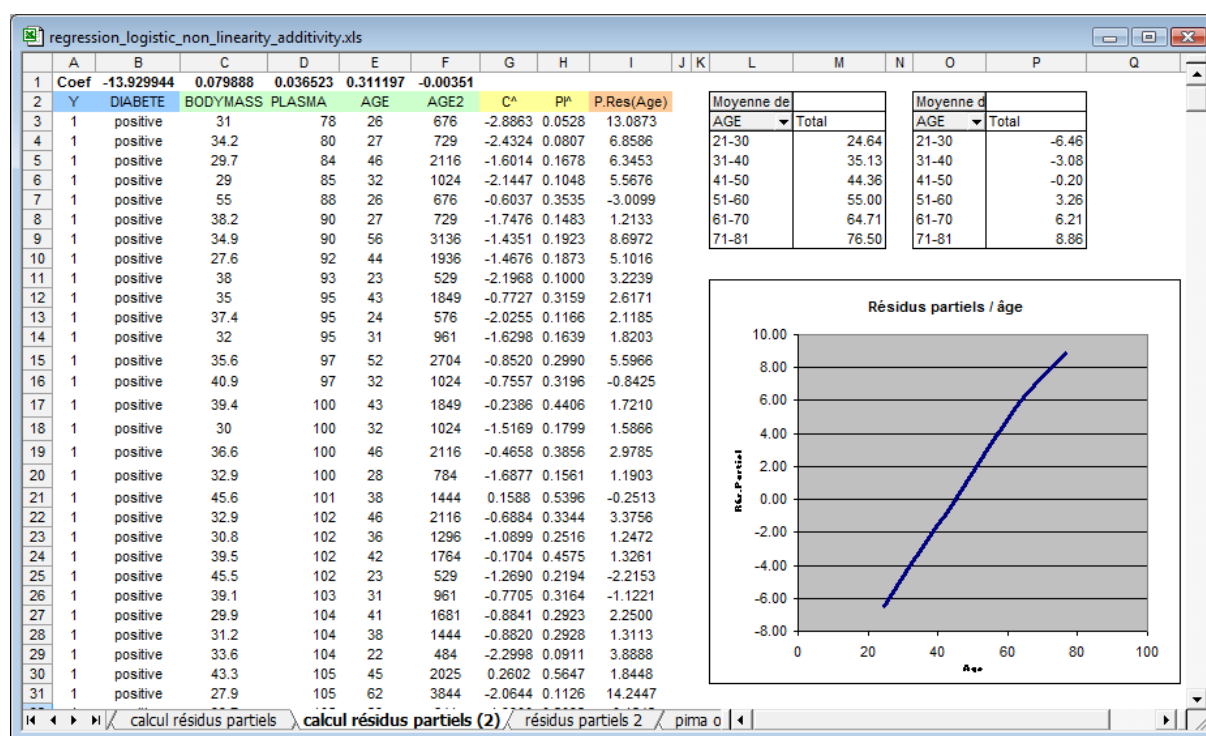 regression_logistic_non_linearity_additivity.xls
A B C D E F G H I J K L M N O P Q
1 Coef -13.929944 0.079888 0.036523 0.311197 -0.00351
2 Y DIABETE BODYMASS PLASMA AGE AGE2 C^ PI^ P.Res(Age) Moyenne de Moyenne d
3 1 positive 31 78 26 676 -2.8863 0.0528 13.0873 AGE Total AGE Total
4 1 positive 34.2 80 27 729 -2.4324 0.0807 6.8586 21-30 24.64 21-30 -6.46
5 1 positive 29.7 84 46 2116 -1.6014 0.1678 6.3453 31-40 35.13 31-40 -3.08
6 1 positive 29 85 32 1024 -2.1447 0.1048 5.5676 41-50 44.36 41-50 -0.20
7 1 positive 55 88 26 676 -0.6037 0.3535 -3.0099 51-60 55.00 51-60 3.26
8 1 positive 38.2 90 27 729 -1.7476 0.1483 1.2133 61-70 64.71 61-70 6.21
9 1 positive 34.9 90 56 3136 -1.4351 0.1923 8.6972 71-81 76.50 71-81 8.86
10 1 positive 27.6 92 44 1936 -1.4676 0.1873 5.1016
11 1 positive 38 93 23 529 -2.1968 0.1000 3.2239
12 1 positive 35 95 43 1849 -0.7727 0.3159 2.6171
13 1 positive 37.4 95 24 576 -2.0255 0.1166 2.1185
14 1 positive 32 95 31 961 -1.6298 0.1639 1.8203
15 1 positive 35.6 97 52 2704 -0.8520 0.2990 5.5966
16 1 positive 40.9 97 32 1024 -0.7557 0.3196 -0.8425
17 1 positive 39.4 100 43 1849 -0.2386 0.4406 1.7210
18 1 positive 30 100 32 1024 -1.5169 0.1799 1.5866
19 1 positive 36.6 100 46 2116 -0.4658 0.3856 2.9785
20 1 positive 32.9 100 28 784 -1.6877 0.1561 1.1903
21 1 positive 45.6 101 38 1444 0.1588 0.5396 -0.2513
22 1 positive 32.9 102 46 2116 -0.6884 0.3344 3.3756
23 1 positive 30.8 102 36 1296 -1.0899 0.2516 1.2472
24 1 positive 39.5 102 42 1764 -0.1704 0.4575 1.3261
25 1 positive 45.5 102 23 529 -1.2690 0.2194 -2.2153
26 1 positive 39.1 103 31 961 -0.7705 0.3164 -1.1221
27 1 positive 29.9 104 41 1681 -0.8841 0.2923 2.2500
28 1 positive 31.2 104 38 1444 -0.8820 0.2928 1.3113
29 1 positive 33.6 104 22 484 -2.2998 0.0911 3.8888
30 1 positive 43.3 105 45 2025 0.2602 0.5647 1.8448
31 1 positive 27.9 105 62 3844 -2.0644 0.1126 14.2447
Résidus partiels / âge
10.00
8.00
6.00
4.00
2.00
0.00
-2.00
-4.00
-6.00
-8.00
Rés.Partiel
0 20 40 60 80 100
Age
calcul résidus partiels calcul résidus partiels (2) résidus partiels 2 pima o